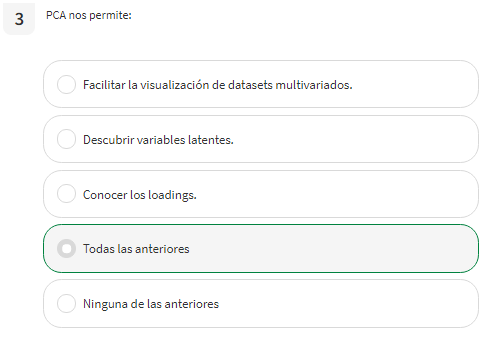 3 PCA nos permite:
Facilitar la visualización de datasets multivariados.
Descubrir variables latentes.
Conocer los loadings.
Todas las anteriores
Ninguna de las anteriores